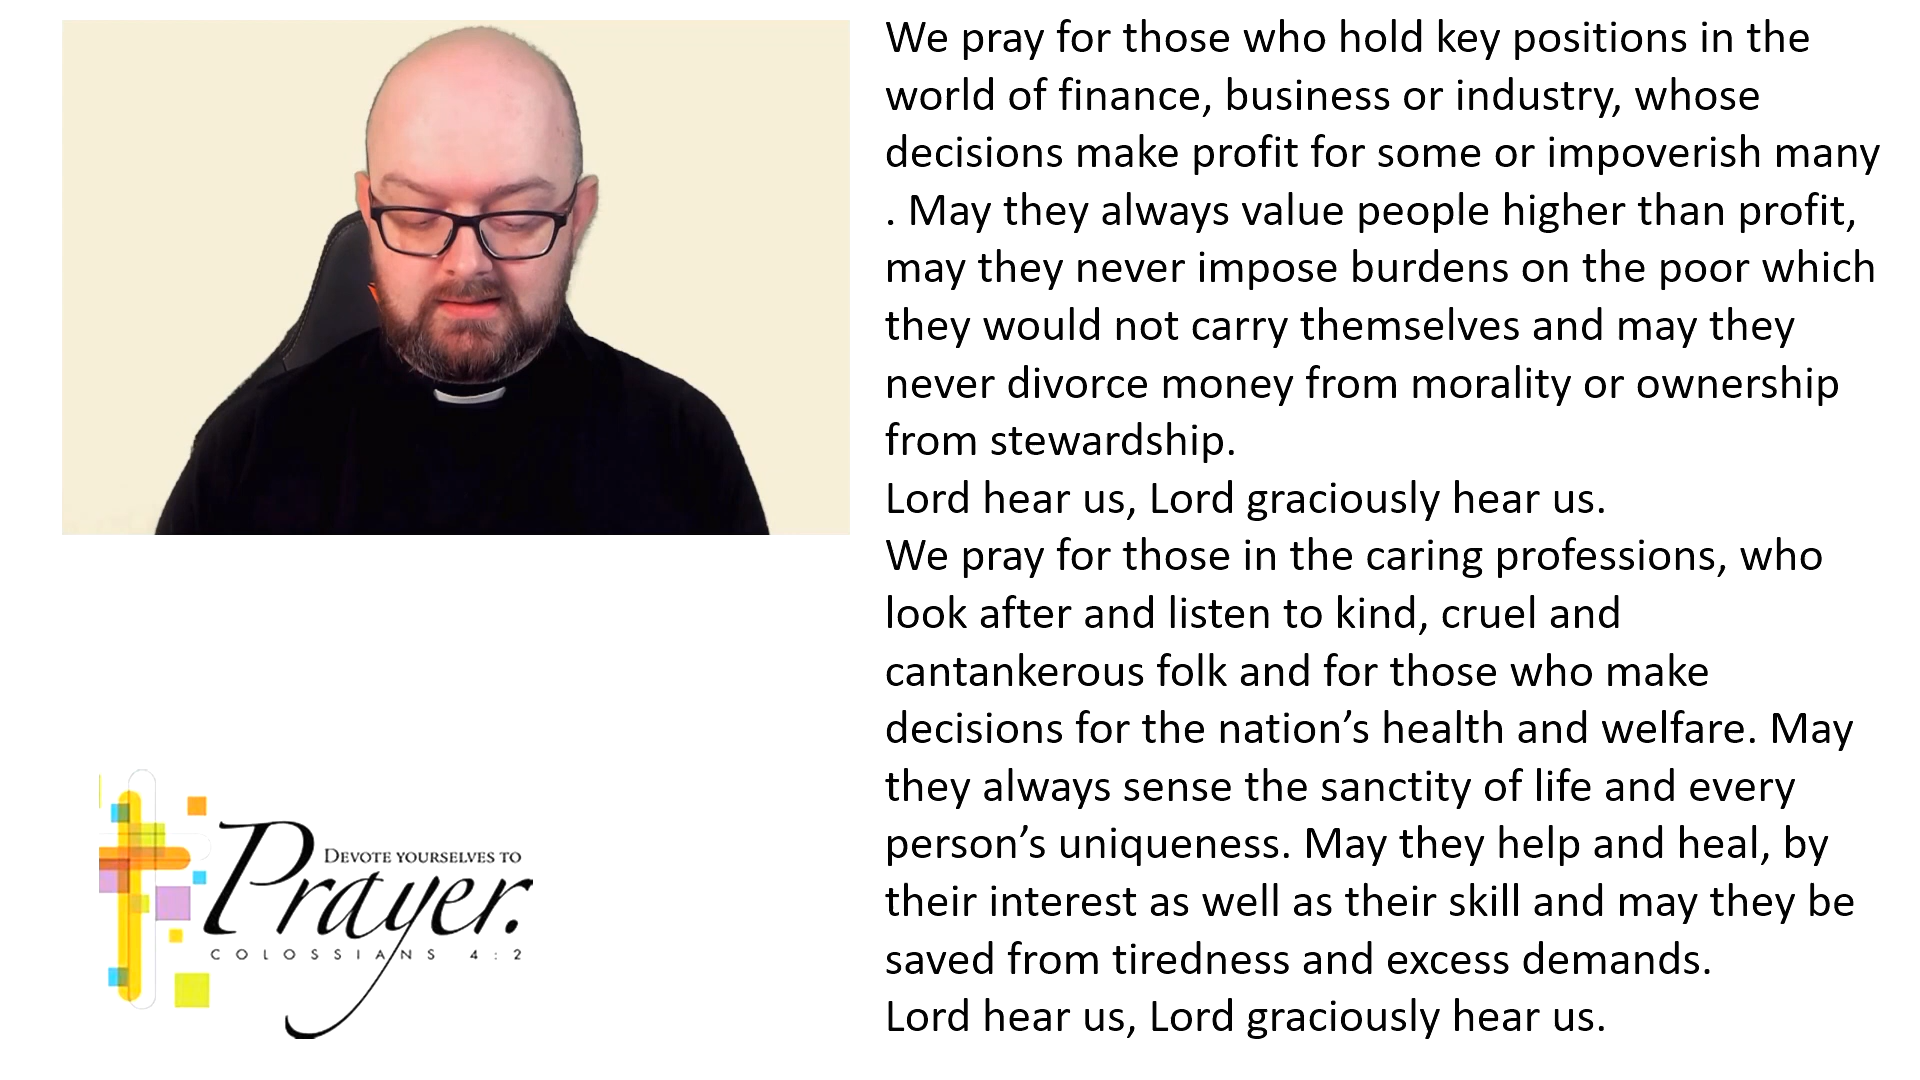 We pray for those who hold key positions in the
world of finance, business or industry, whose
decisions make profit for some or impoverish many
. May they always value people higher than profit,
may they never impose burdens on the poor which
they would not carry themselves and may they
never divorce money from morality or ownership
from stewardship.
Lord hear us, Lord graciously hear us.
We pray for those in the caring professions, who
look after and listen to kind, cruel and
cantankerous folk and for those who make
decisions for the nation’s health and welfare. May
they always sense the sanctity of life and every
person’s uniqueness. May they help and heal, by
their interest as well as their skill and may they be
saved from tiredness and excess demands.
Lord hear us, Lord graciously hear us.
DEVOTE YOURSELVES TO
Prayer.
COLOSSIANS 4:2